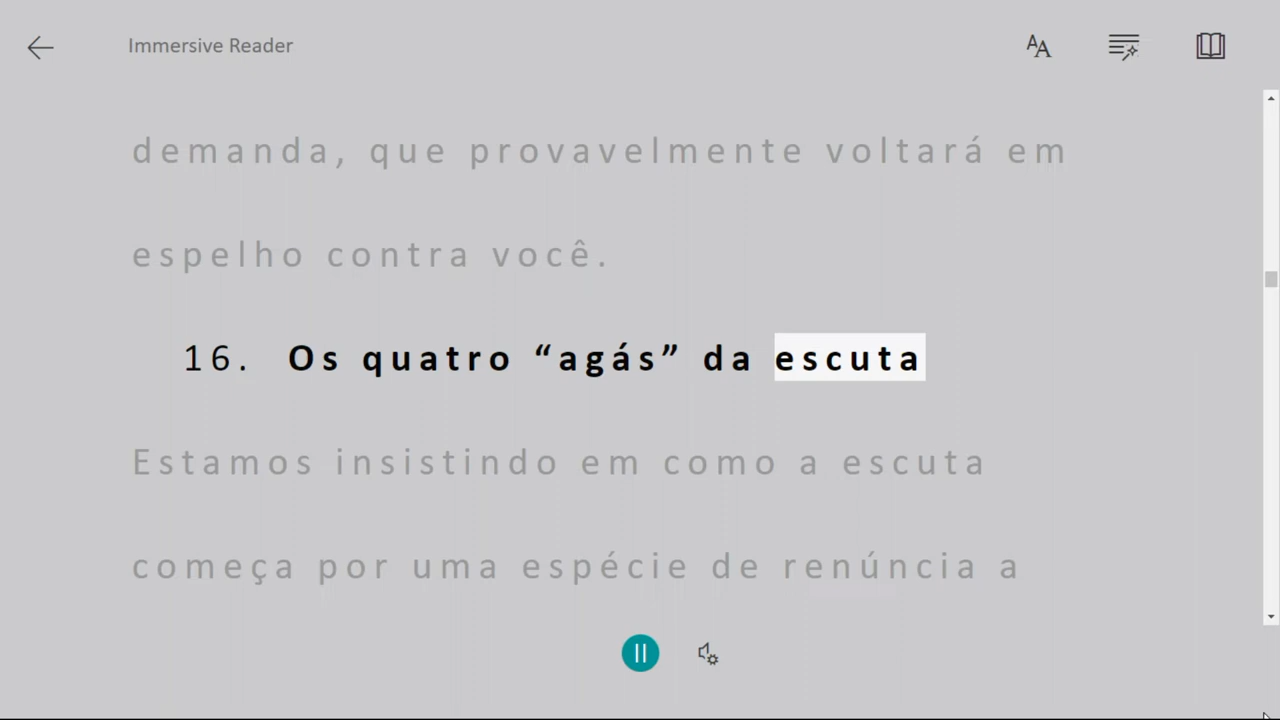 Immersive Reader
demanda, que provavelmente voltará em
espelho contra você.
16. Os quatro “agás” da escuta
Estamos insistindo em como a escuta
começa por uma espécie de renúncia a